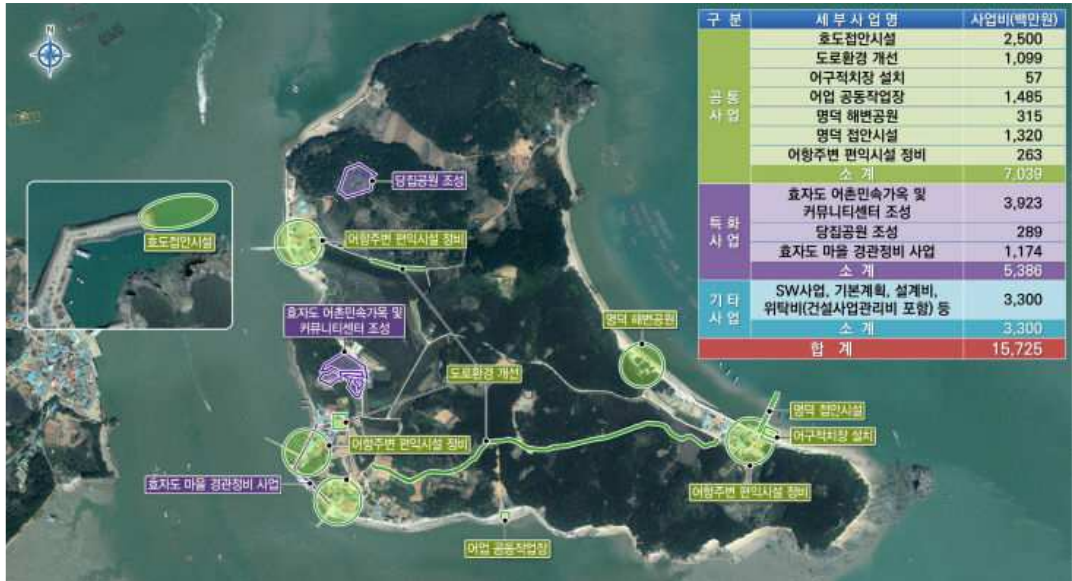 N
구 분 세 부 사 업 명 사업비(백만원)
공 통
사 업
호도접안시설 2,500
도로환경 개선 1,099
어구적치장 설치 57
어업 공동작업장 1,485
명덕 해변공원 315
명덕 접안시설 1,320
어항주변 편익시설 정비 263
소 계 7,039
특 화
사 업
효자도 어촌민속가옥 및
커뮤니티센터 조성 3,923
당집공원 조성 289
효자도 마을 경관정비 사업 1,174
소 계 5,386
기 타
사 업
SW사업, 기본계획, 설계비,
위탁비(건설사업관리비 포함) 등 3,300
소 계 3,300
합 계 15,725
당집공원 조성
호도접안시설
어항주변 편익시설 정비
효자도 어촌민속가옥 및
커뮤니티센터 조성
명덕 해변공원
도로환경 개선
명덕 접안시설
어구적치장 설치
어항주변 편익시설 정비
효자도 마을 경관정비 사업
어항주변 편익시설 정비
어업 공동작업장